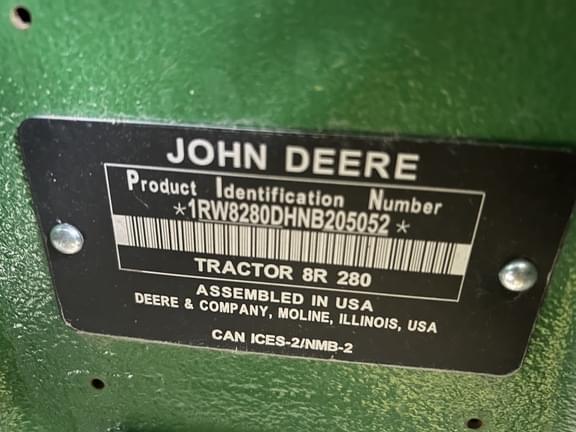 JOHN DEERE
Product Identification Number
*1RW8280DHNB205052*
TRACTOR 8R 280
ASSEMBLED IN USA
DEERE & COMPANY, MOLINE, ILLINOIS, USA
CAN ICES-2/NMB-2